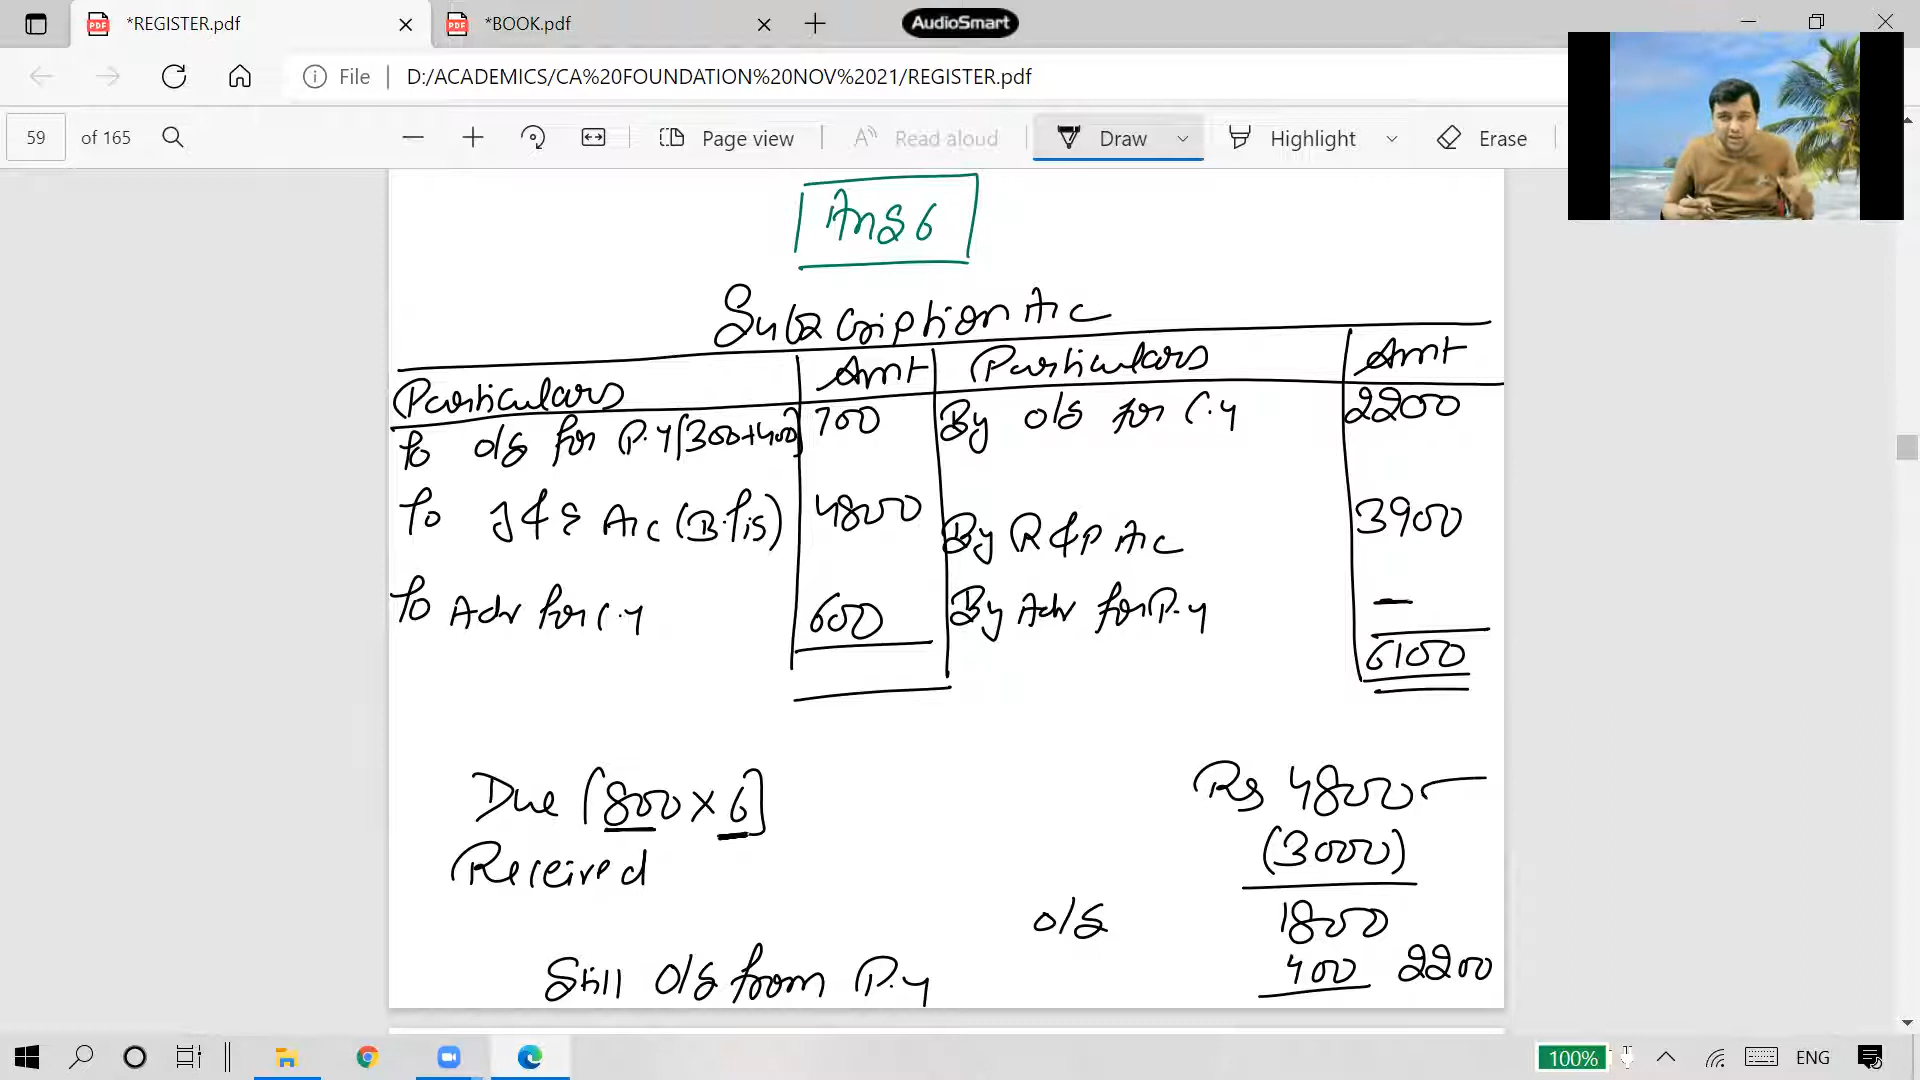 *REGISTER.pdf
*BOOK.pdf
AudioSmart
File
D:/ACADEMICS/CA%20FOUNDATION%20NOV%2021/REGISTER.pdf
59 of 165
Page view
Read aloud
Draw
Highlight
Erase
Ans 6
Subscription A/c
Particulars Amt Particulars Amt
To o/s for P.Y (300+400) 700 By o/s for C.Y 2200
To I & E A/c (B.fig) 4800 By R & P A/c 3900
To Adv for C.Y 600 By Adv for P.Y —
6100
Due (800 × 6) Rs 4800
Received (3000)
o/s 1800
Still o/s from P.Y 400 2200
100%
ENG